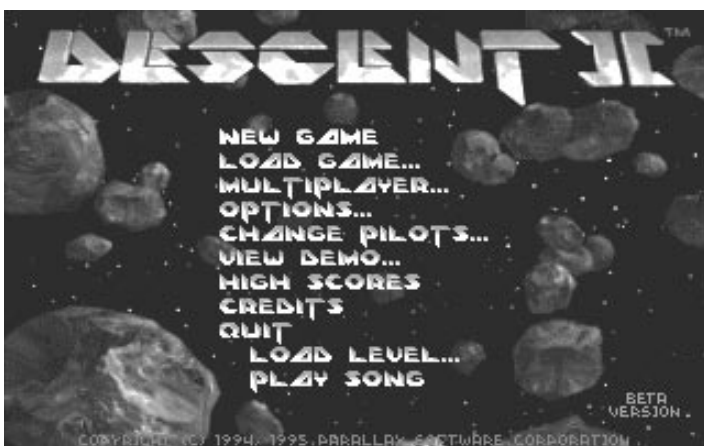 DESCENT II™
NEW GAME
LOAD GAME...
MULTIPLAYER...
OPTIONS...
CHANGE PILOTS...
VIEW DEMO...
HIGH SCORES
CREDITS
QUIT
LOAD LEVEL...
PLAY SONG
BETA
VERSION
COPYRIGHT (C) 1994, 1995 PARALLAX SOFTWARE CORPORATION